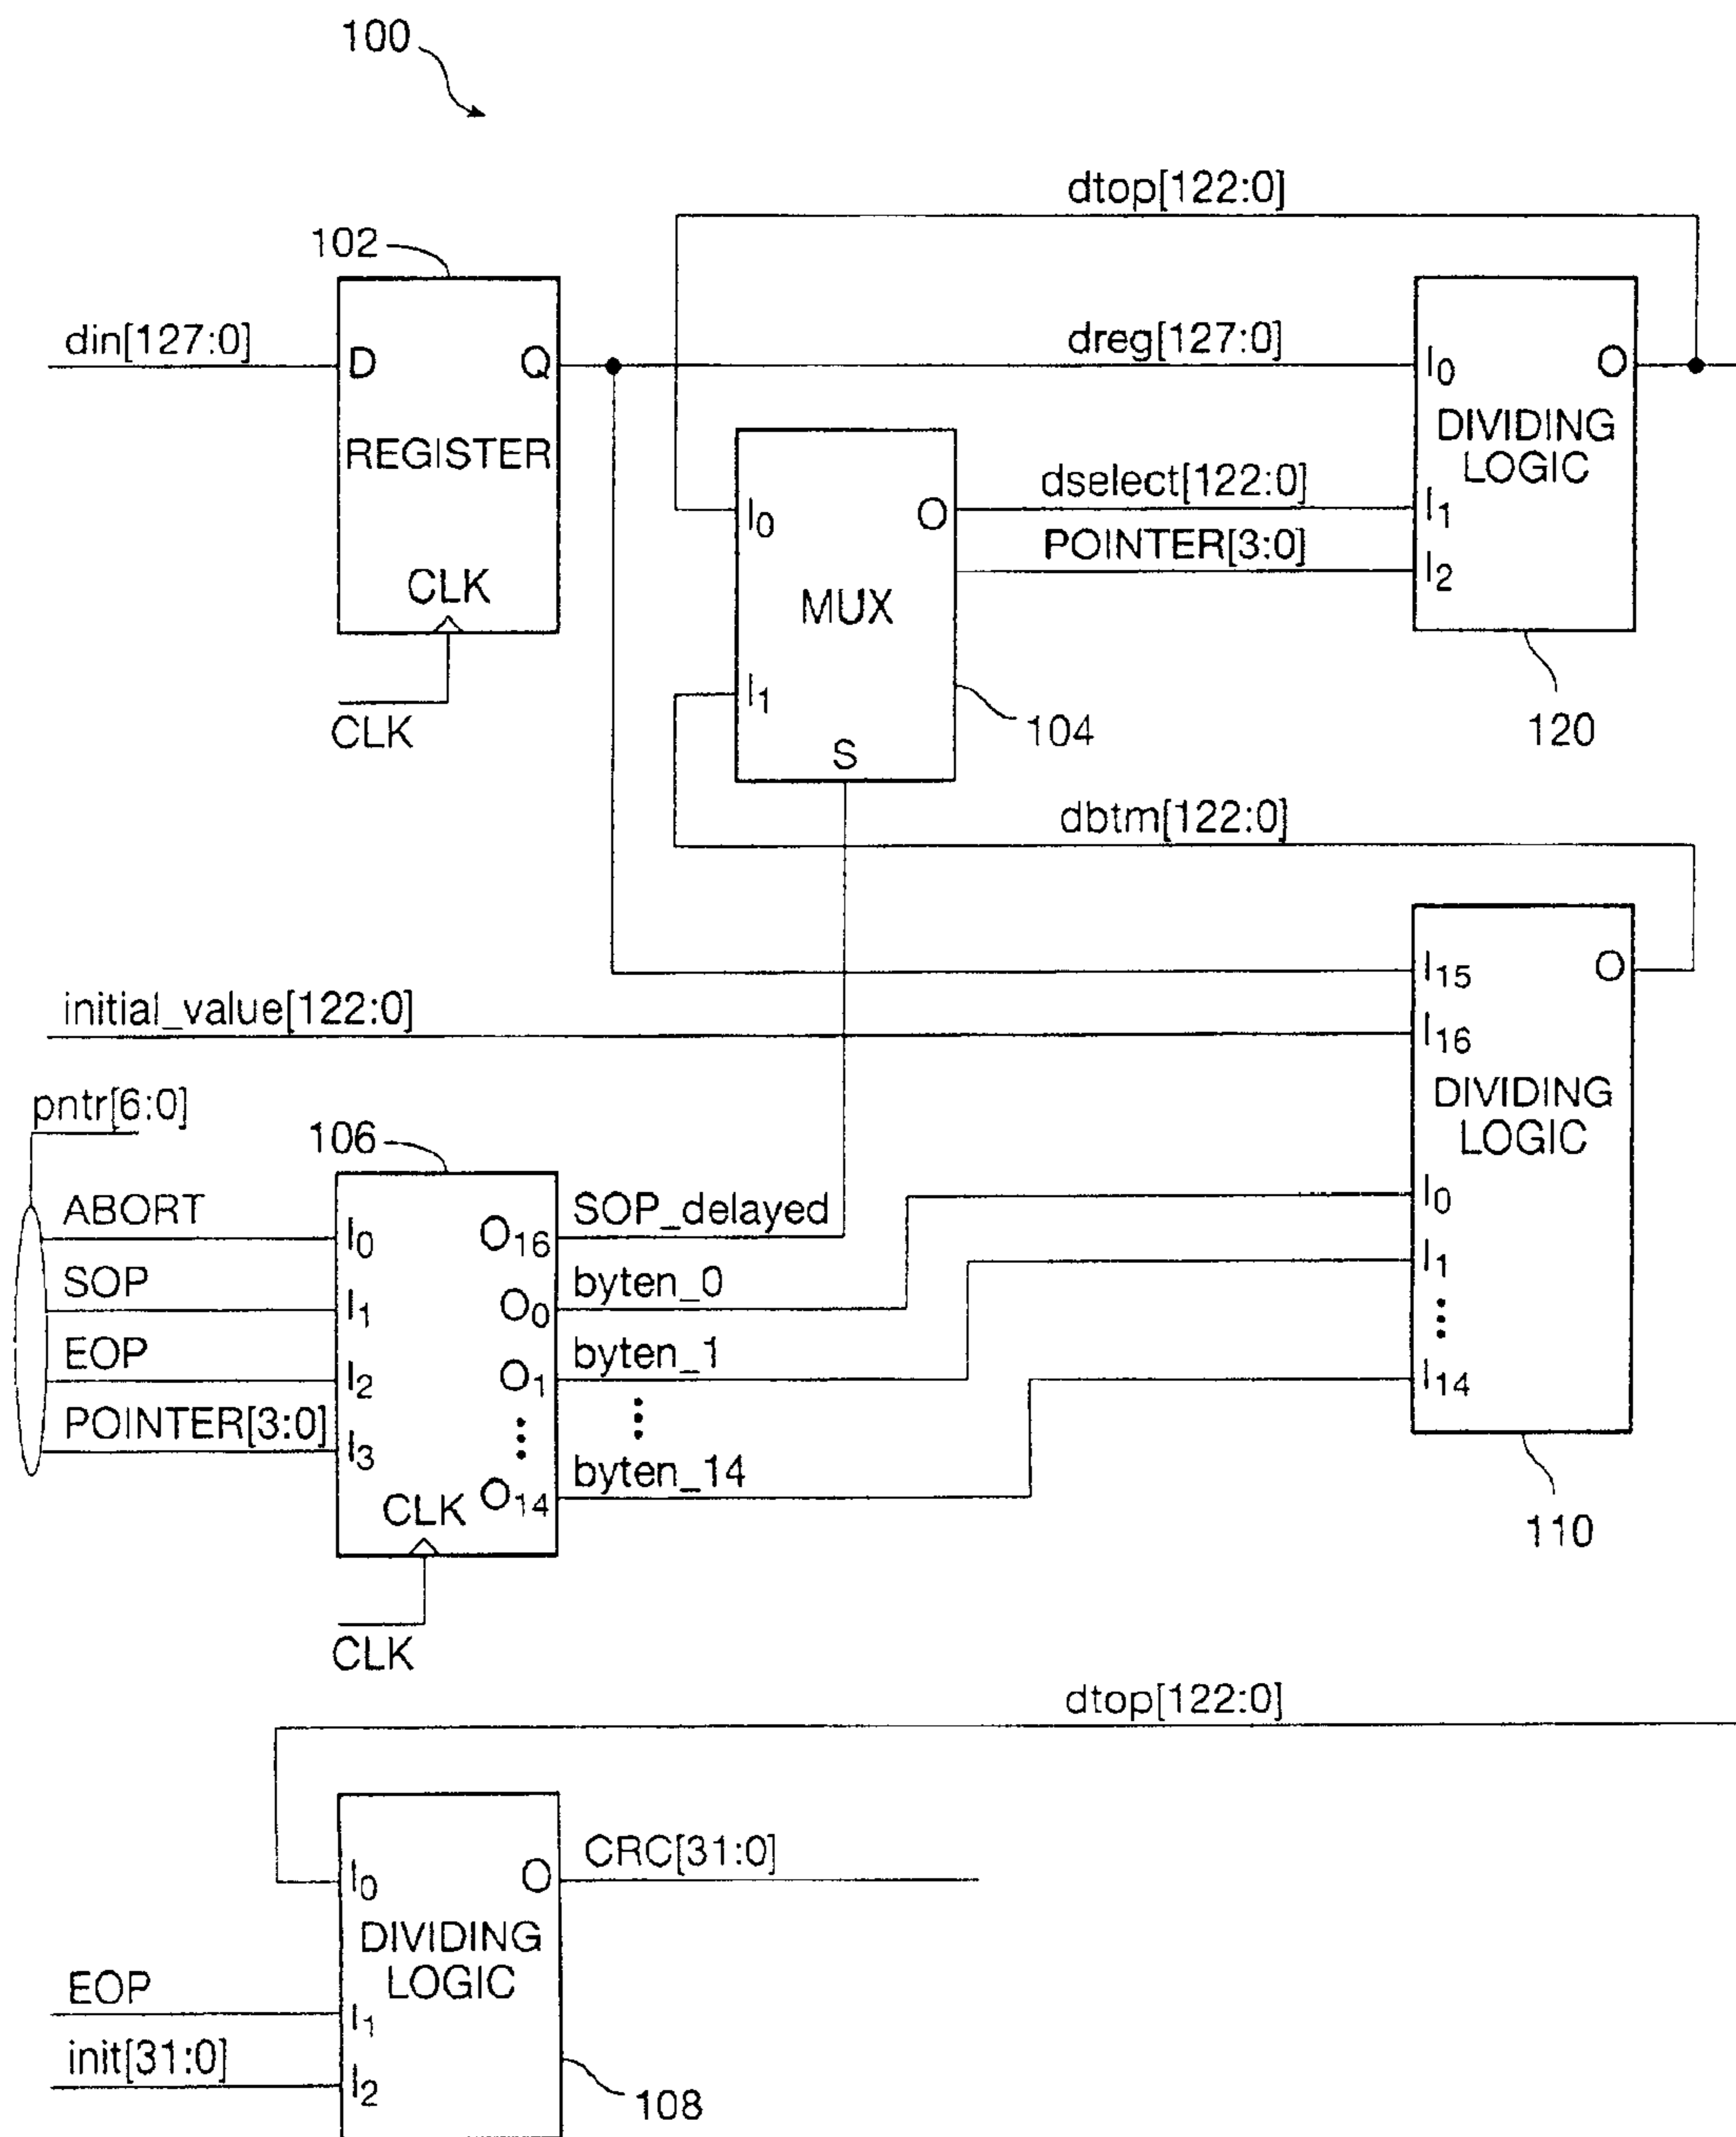 100
dtop[122:0]
102
din[127:0]
D Q
REGISTER
CLK
CLK
dreg[127:0]
I0 O
DIVIDING
LOGIC
dselect[122:0]
I1
POINTER[3:0]
I2
120
I0 O
MUX
I1
S
104
dbtm[122:0]
I15 O
initial_value[122:0]
I16
DIVIDING
LOGIC
pntr[6:0]
106
ABORT
I0 O16
SOP_delayed
I0
SOP
I1 O0
byten_0
I1
EOP
I2 O1
byten_1
POINTER[3:0]
I3
byten_14
I14
CLK O14
110
CLK
dtop[122:0]
I0 O
CRC[31:0]
DIVIDING
LOGIC
EOP
I1
init[31:0]
I2
108